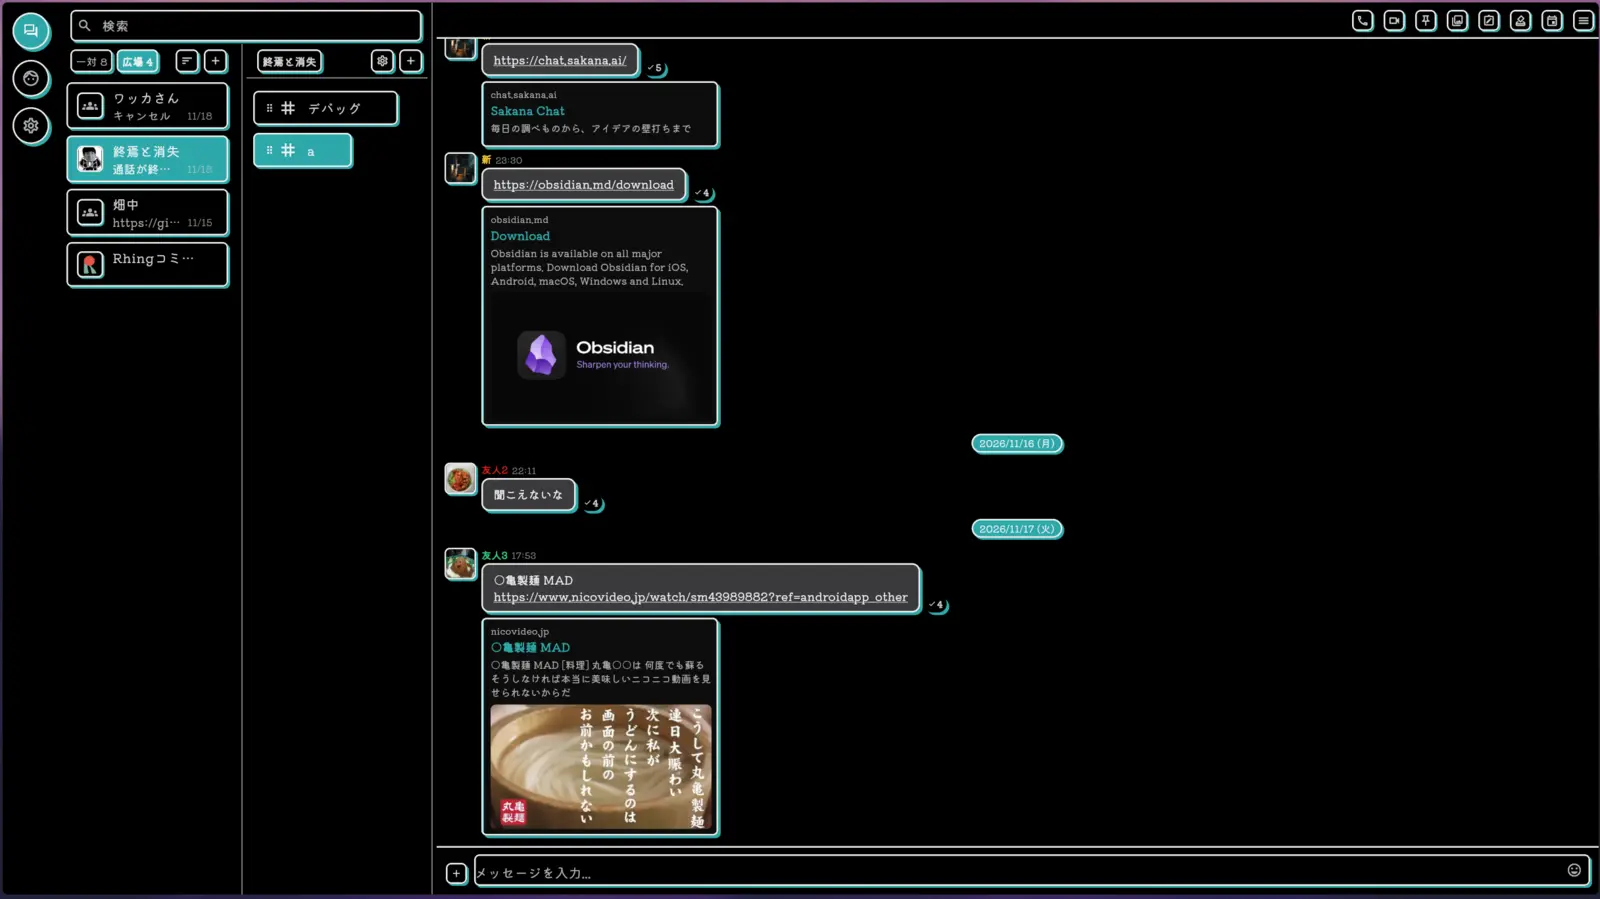 検索
一対 8
広場 4
ワッカさん
キャンセル 11/18
終焉と消失
通話が終… 11/18
畑中
https://gi… 11/15
Rhingコミ…
終焉と消失
# デバッグ
# a
https://chat.sakana.ai/
✓5
chat.sakana.ai
Sakana Chat
毎日の調べものから、アイデアの壁打ちまで
新 23:30
https://obsidian.md/download
✓4
obsidian.md
Download
Obsidian is available on all major
platforms. Download Obsidian for iOS,
Android, macOS, Windows and Linux.
Obsidian
Sharpen your thinking.
2026/11/16 (月)
友人2 22:11
聞こえないな
✓4
2026/11/17 (火)
友人3 17:53
〇亀製麺 MAD
https://www.nicovideo.jp/watch/sm43989882?ref=androidapp_other
✓4
nicovideo.jp
〇亀製麺 MAD
〇亀製麺 MAD [料理] 丸亀〇〇は 何度でも蘇る
そうしなければ本当に美味しいニコニコ動画を見
せられないからだ
こうして丸亀製麺
連日大賑わい
次に私が
うどんにするのは
画面の前の
お前かもしれない
丸亀
製麺
メッセージを入力...